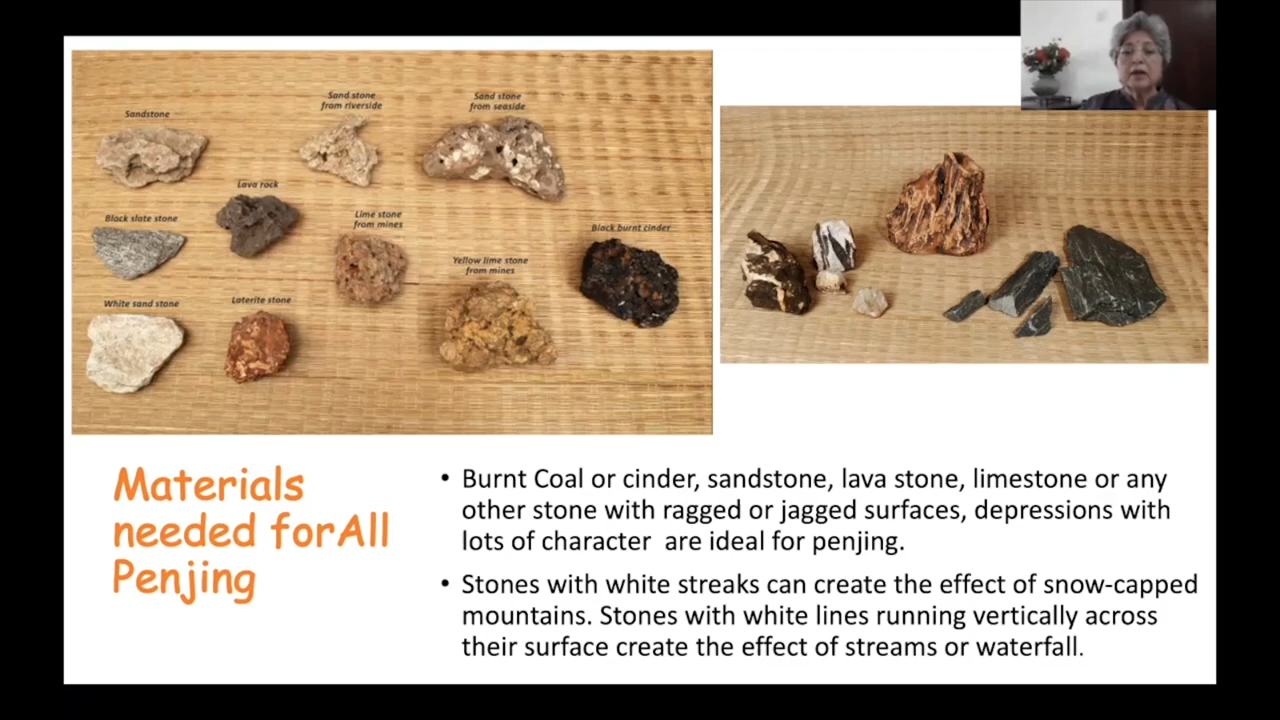 Sandstone
Sand stone
from riverside
Sand stone
from seaside
Lava rock
Black slate stone
Lime stone
from mines
Black burnt cinder
Yellow lime stone
from mines
White sand stone
Laterite stone
Materials
needed forAll
Penjing
• Burnt Coal or cinder, sandstone, lava stone, limestone or any
other stone with ragged or jagged surfaces, depressions with
lots of character  are ideal for penjing.
• Stones with white streaks can create the effect of snow-capped
mountains. Stones with white lines running vertically across
their surface create the effect of streams or waterfall.